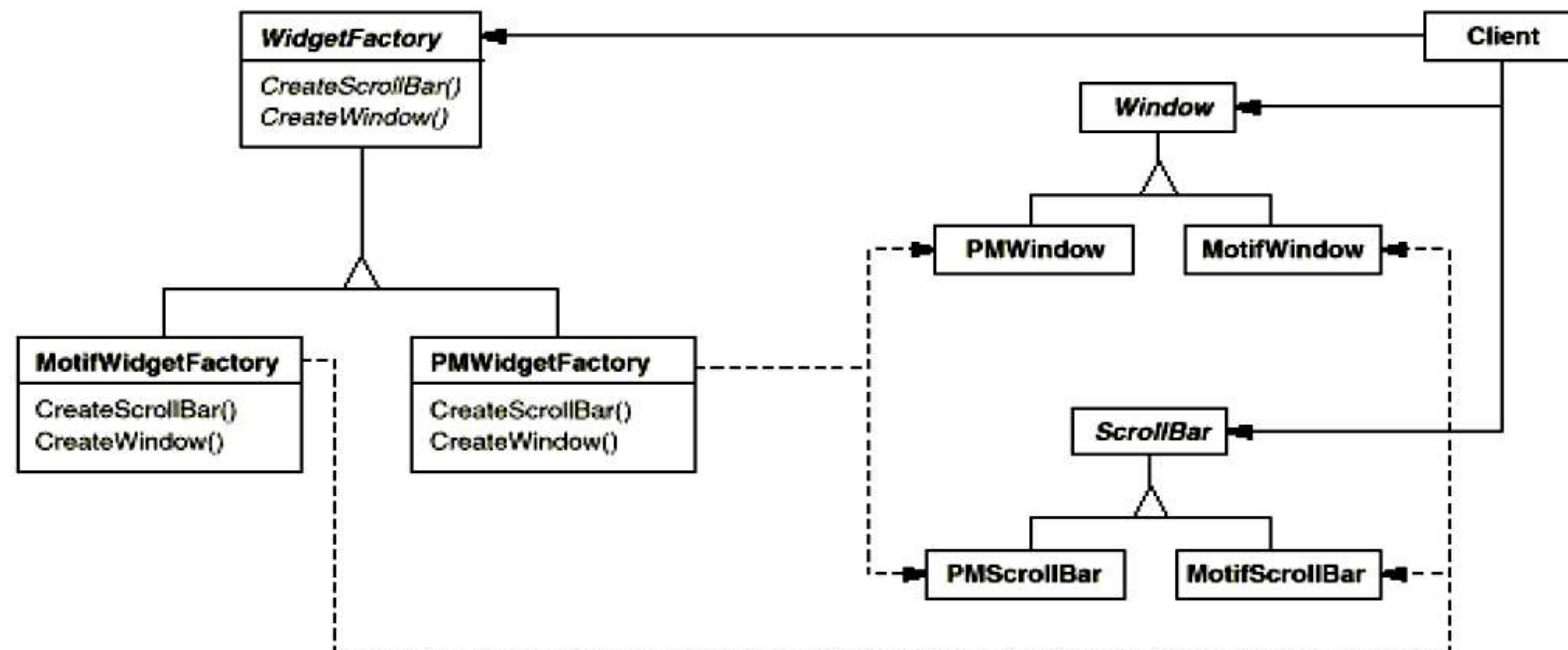 WidgetFactory
CreateScrollBar()
CreateWindow()
Client
Window
PMWindow
MotifWindow
MotifWidgetFactory
CreateScrollBar()
CreateWindow()
PMWidgetFactory
CreateScrollBar()
CreateWindow()
ScrollBar
PMScrollBar
MotifScrollBar